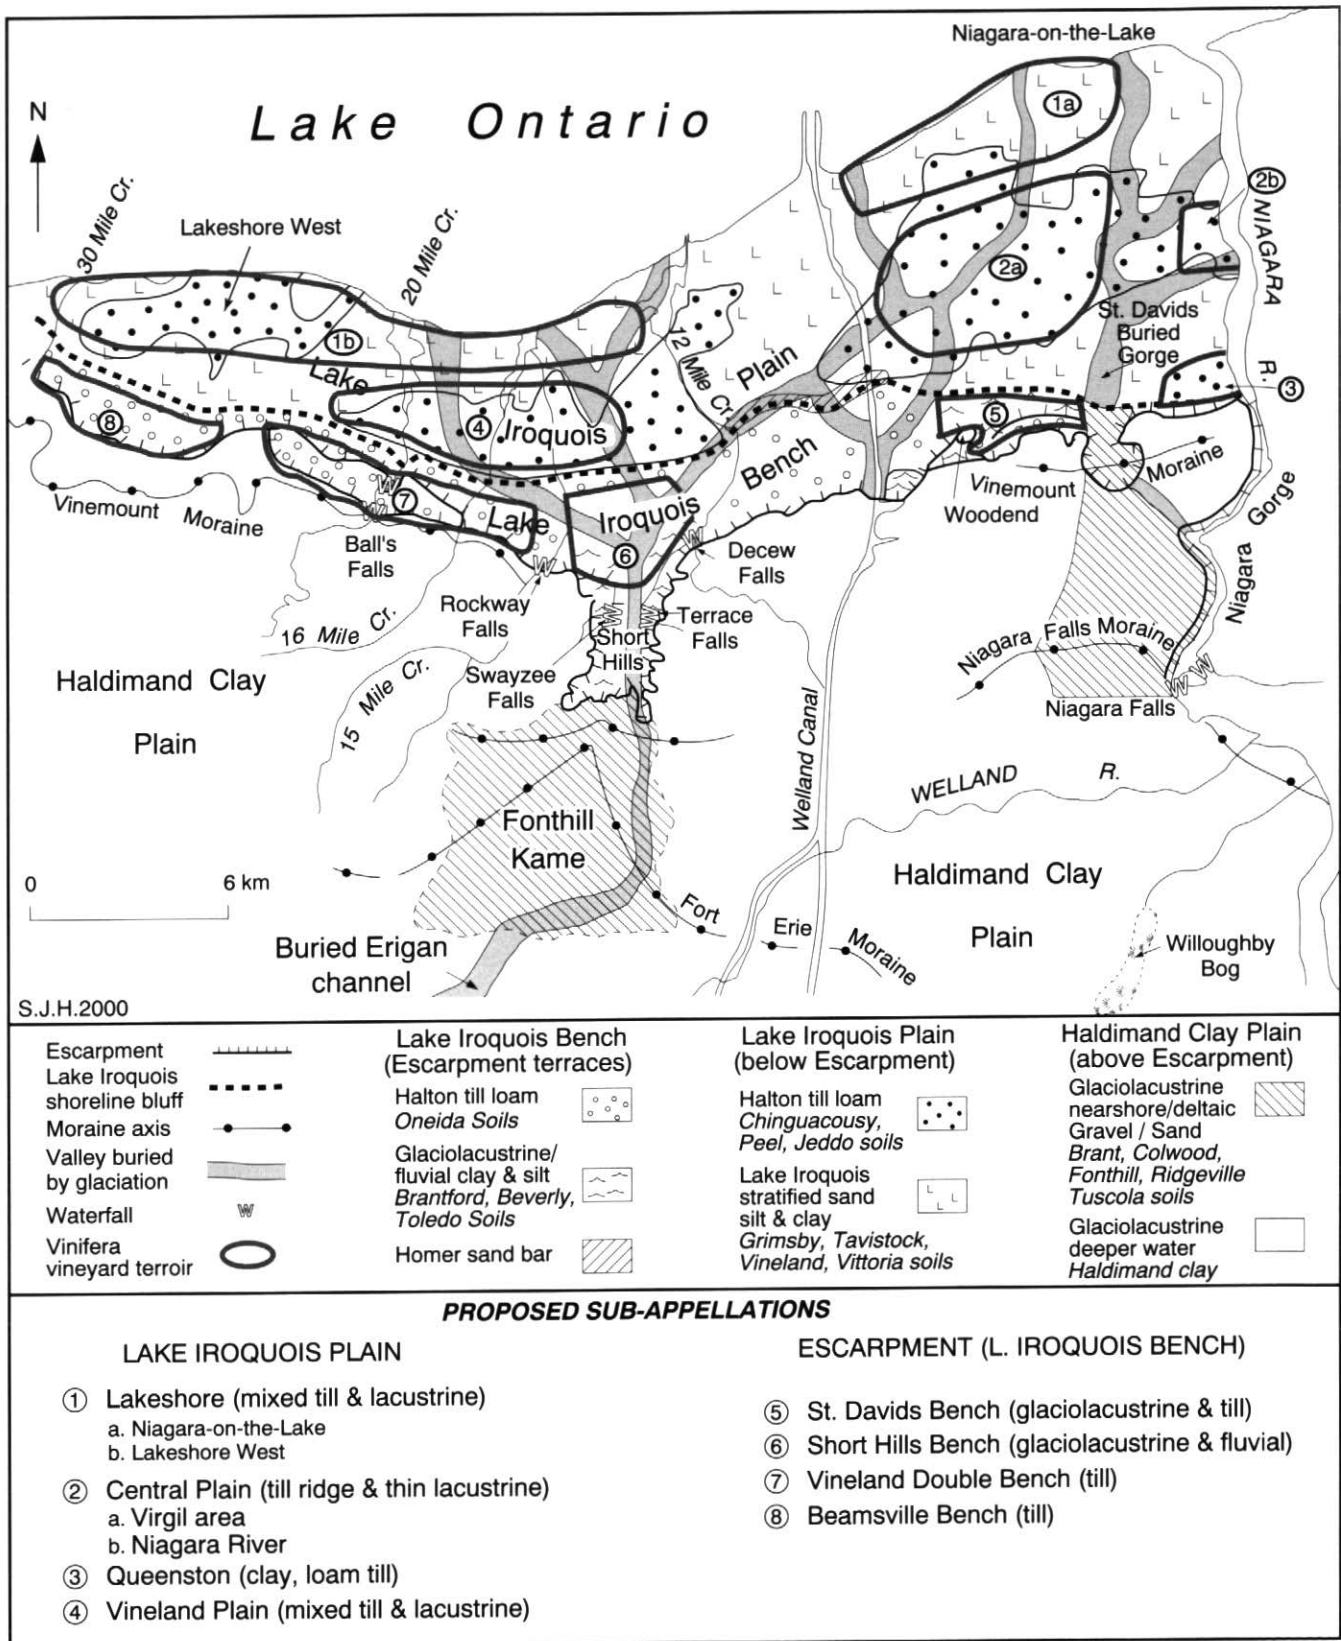 Niagara-on-the-Lake
Lake Ontario
N
1a
30 Mile Cr.
Lakeshore West
20 Mile Cr.
2b
NIAGARA
R.
2a
St. Davids
Buried
Gorge
1b
12 Mile Cr.
Lake
Iroquois
Plain
3
8
4
5
Bench
Moraine
Vinemount Moraine
W
7
W
Lake
Iroquois
6
W
W
Vinemount
Woodend
Niagara
Gorge
Ball's
Falls
Decew
Falls
Rockway
Falls
W
W
Terrace
Falls
16 Mile Cr.
Short
Hills
Swayzee
Falls
15 Mile Cr.
Niagara Falls Moraine
W
W
Niagara Falls
Haldimand Clay
Plain
Welland Canal
WELLAND R.
Fonthill
Kame
0 6 km
Haldimand Clay
Plain
Fort
Erie
Moraine
Buried Erigan
channel
Willoughby
Bog
S.J.H.2000
Escarpment
Lake Iroquois
shoreline bluff
Moraine axis
Valley buried
by glaciation
Waterfall W
Vinifera
vineyard terroir
Lake Iroquois Bench
(Escarpment terraces)
Halton till loam
Oneida Soils
Glaciolacustrine/
fluvial clay & silt
Brantford, Beverly,
Toledo Soils
Homer sand bar
Lake Iroquois Plain
(below Escarpment)
Halton till loam
Chinguacousy,
Peel, Jeddo soils
Lake Iroquois
stratified sand
silt & clay
Grimsby, Tavistock,
Vineland, Vittoria soils
Haldimand Clay Plain
(above Escarpment)
Glaciolacustrine
nearshore/deltaic
Gravel / Sand
Brant, Colwood,
Fonthill, Ridgeville
Tuscola soils
Glaciolacustrine
deeper water
Haldimand clay
PROPOSED SUB-APPELLATIONS
LAKE IROQUOIS PLAIN
1 Lakeshore (mixed till & lacustrine)
a. Niagara-on-the-Lake
b. Lakeshore West
2 Central Plain (till ridge & thin lacustrine)
a. Virgil area
b. Niagara River
3 Queenston (clay, loam till)
4 Vineland Plain (mixed till & lacustrine)
ESCARPMENT (L. IROQUOIS BENCH)
5 St. Davids Bench (glaciolacustrine & till)
6 Short Hills Bench (glaciolacustrine & fluvial)
7 Vineland Double Bench (till)
8 Beamsville Bench (till)